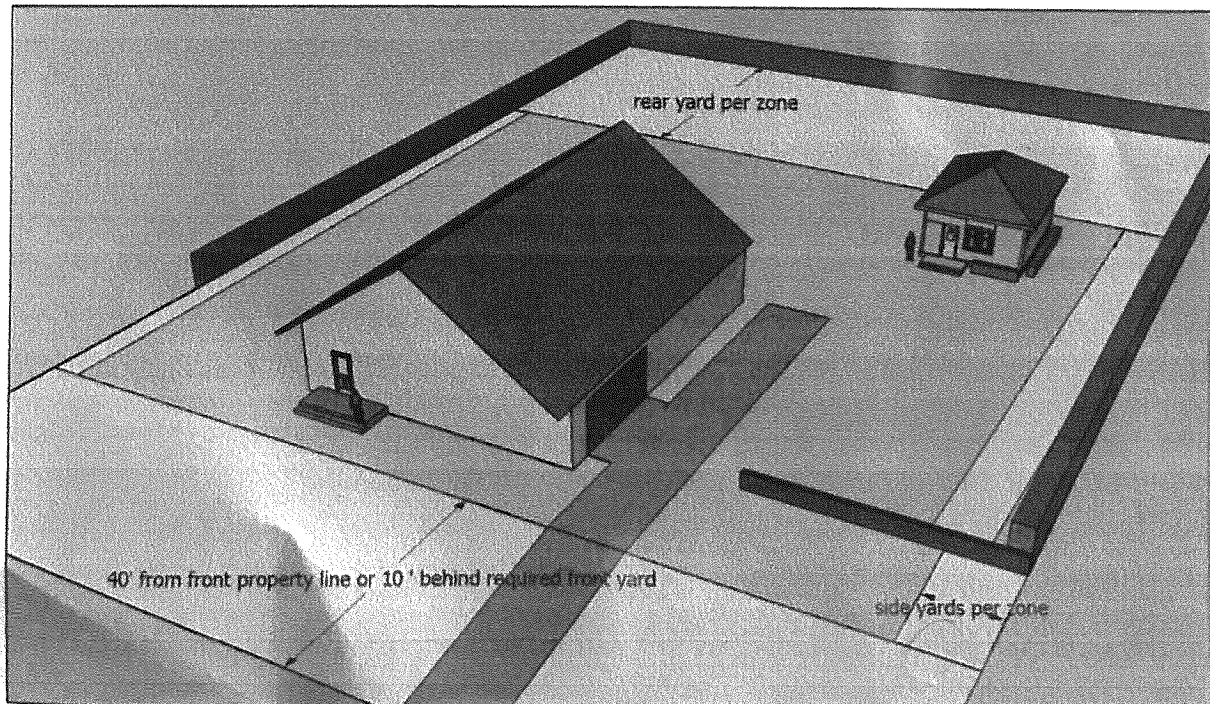 rear yard per zone
40' from front property line or 10 ' behind required front yard
side yards per zone